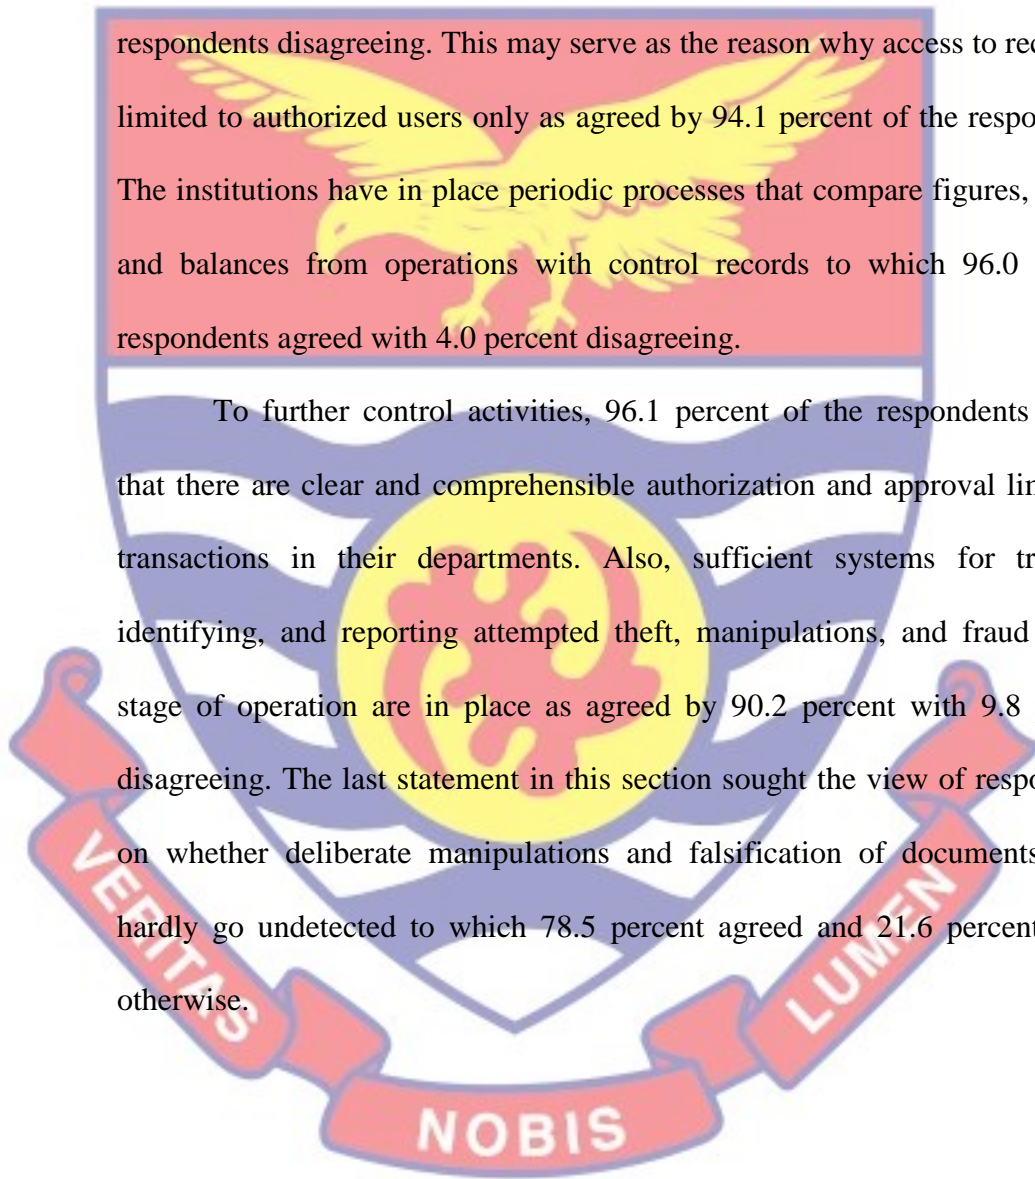 respondents disagreeing. This may serve as the reason why access to rec
limited to authorized users only as agreed by 94.1 percent of the respo
The institutions have in place periodic processes that compare figures,
and balances from operations with control records to which 96.0
respondents agreed with 4.0 percent disagreeing.
To further control activities, 96.1 percent of the respondents
that there are clear and comprehensible authorization and approval lin
transactions in their departments. Also, sufficient systems for tr
identifying, and reporting attempted theft, manipulations, and fraud
stage of operation are in place as agreed by 90.2 percent with 9.8
disagreeing. The last statement in this section sought the view of respo
on whether deliberate manipulations and falsification of documents
hardly go undetected to which 78.5 percent agreed and 21.6 percent
otherwise.
VERITAS
NOBIS
LUMEN